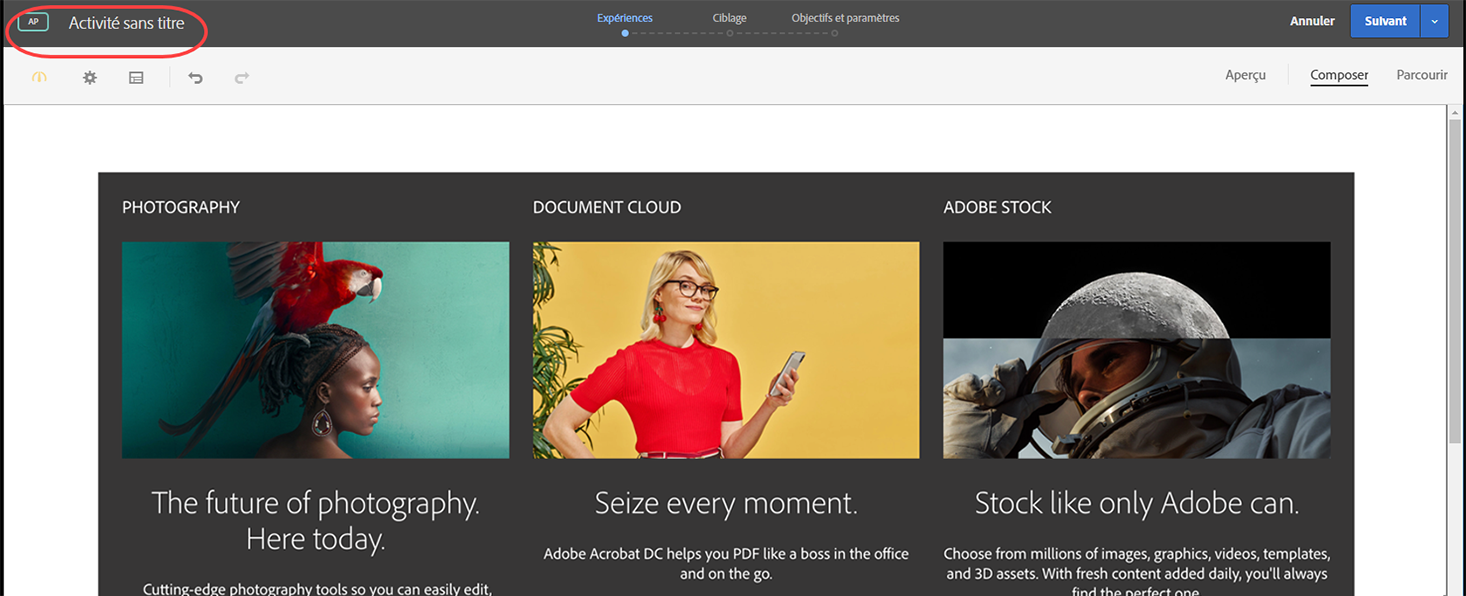 AP Activité sans titre
Expériences Ciblage Objectifs et paramètres
Annuler Suivant
Aperçu Composer Parcourir
PHOTOGRAPHY
The future of photography.
Here today.
Cutting-edge photography tools so you can easily edit,
DOCUMENT CLOUD
Seize every moment.
Adobe Acrobat DC helps you PDF like a boss in the office
and on the go.
ADOBE STOCK
Stock like only Adobe can.
Choose from millions of images, graphics, videos, templates,
and 3D assets. With fresh content added daily, you'll always
find the perfect one.